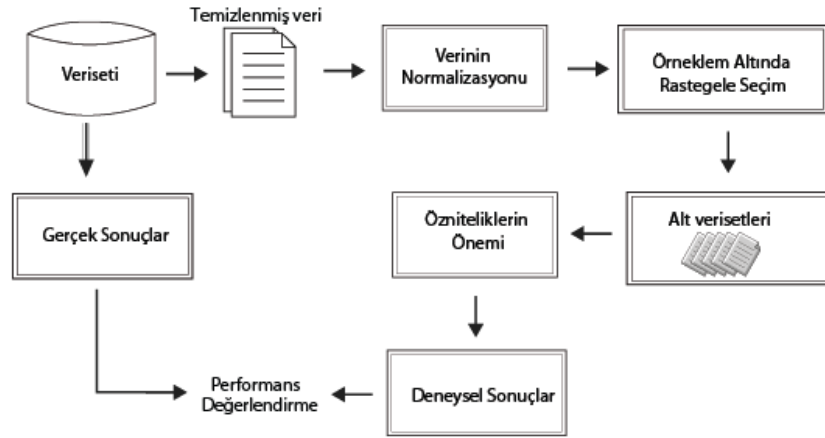 Temizlenmiş veri
Veriseti
Verinin
Normalizasyonu
Örneklem Altında
Rastegele Seçim
Gerçek Sonuçlar
Özniteliklerin
Önemi
Alt verisetleri
Performans
Değerlendirme
Deneysel Sonuçlar